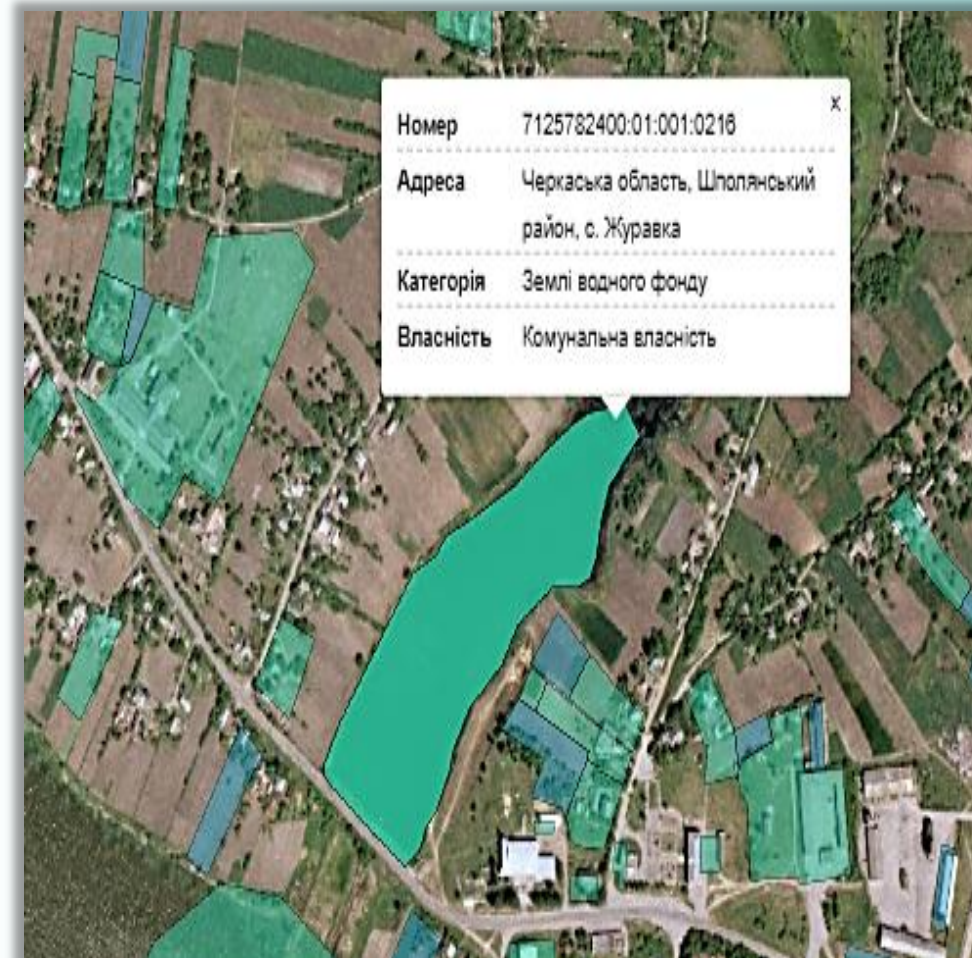 x
Номер 7125782400:01:001:0216
Адреса Черкаська область, Шполянський
район, с. Журавка
Категорія Землі водного фонду
Власність Комунальна власність